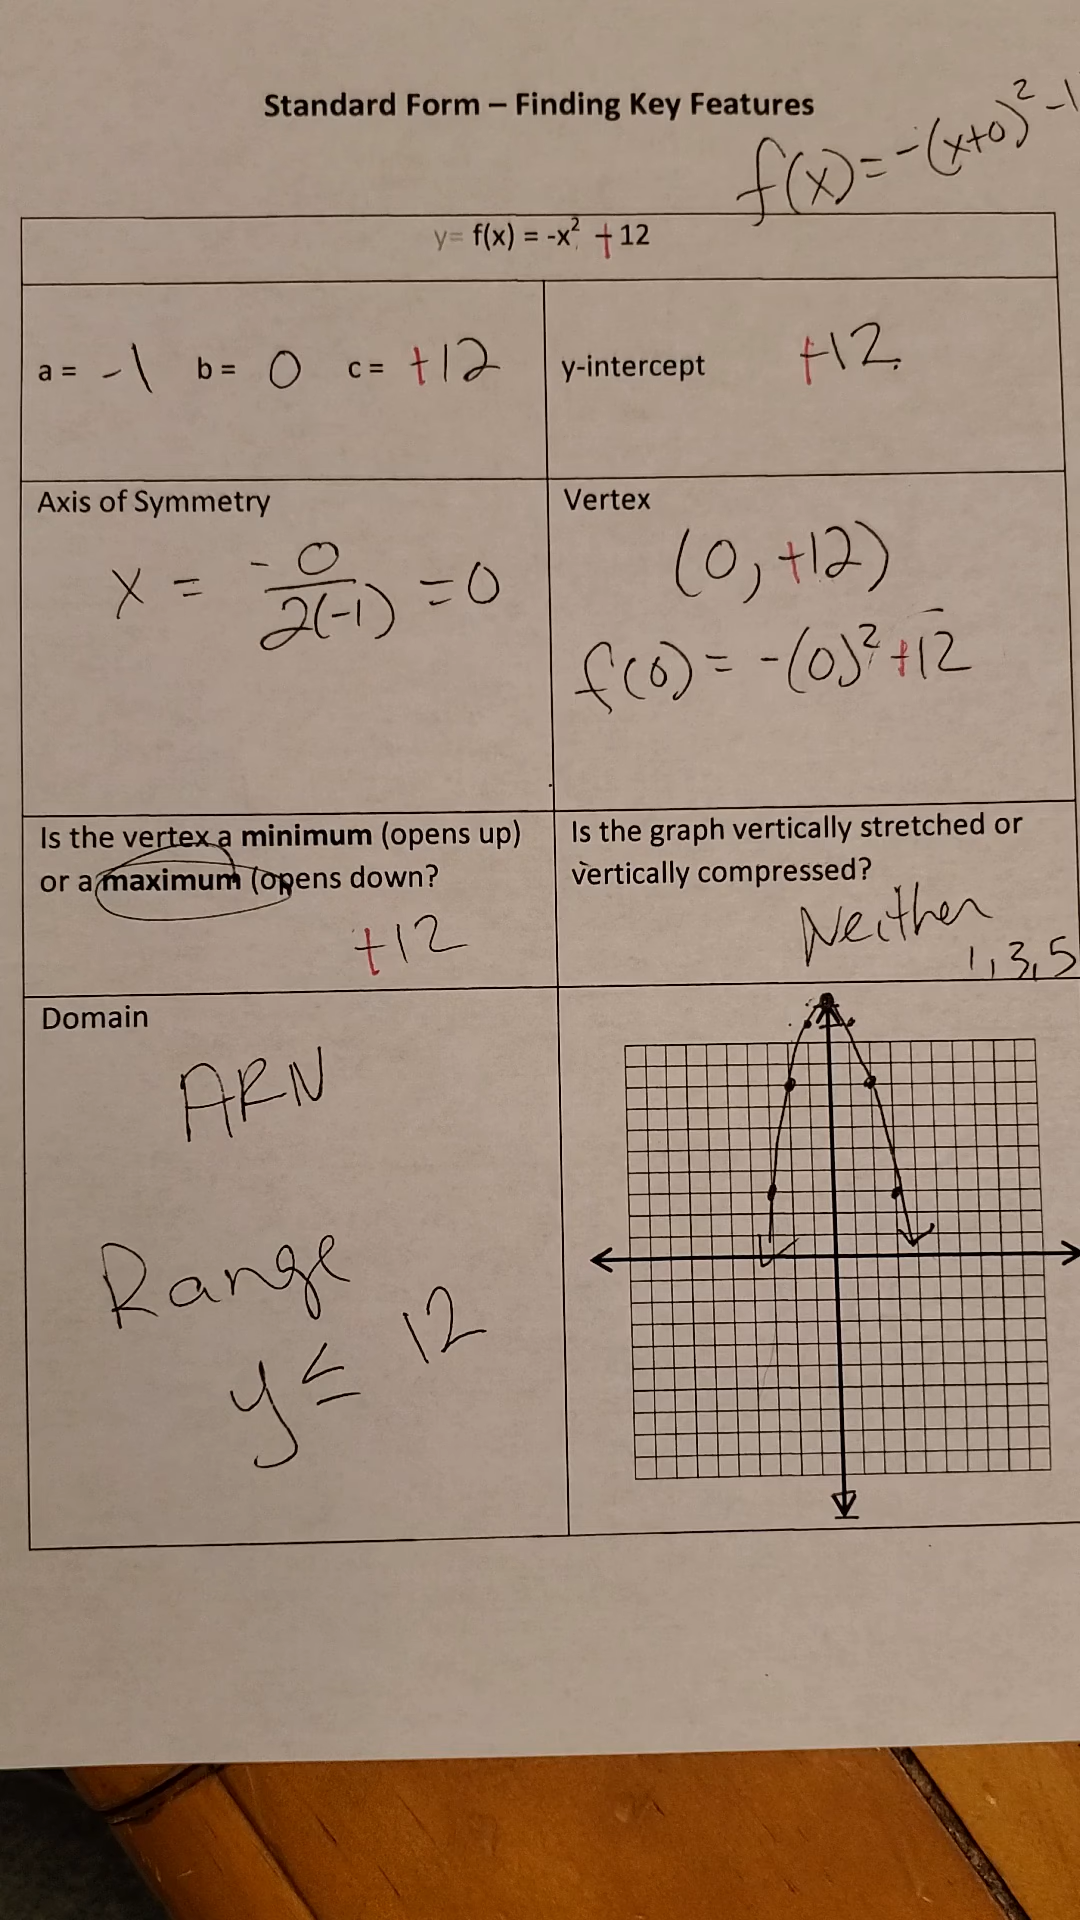 Standard Form – Finding Key Features
f(x) = -(x+0)² -1
y= f(x) = -x² +12
a = -1 b = 0 c = +12
y-intercept +12
Axis of Symmetry
x = -0/2(-1) = 0
Vertex
(0, +12)
f(0) = -(0)² +12
Is the vertex a minimum (opens up)
or a maximum (opens down?
+12
Is the graph vertically stretched or
vertically compressed?
Neither
1, 3, 5
Domain
ARN
Range
y ≤ 12